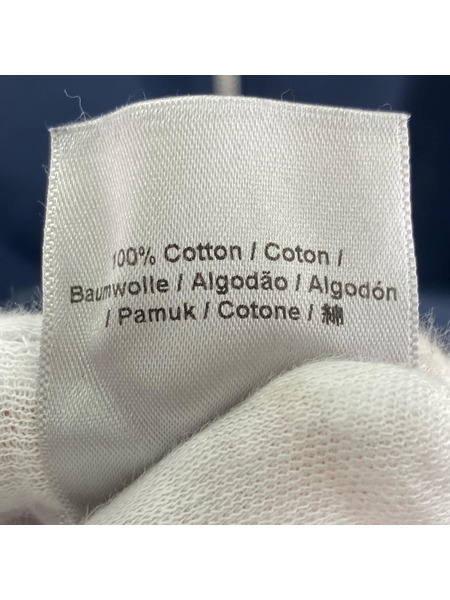 100% Cotton / Coton /
Baumwolle / Algodão / Algodón
/ Pamuk / Cotone / 綿